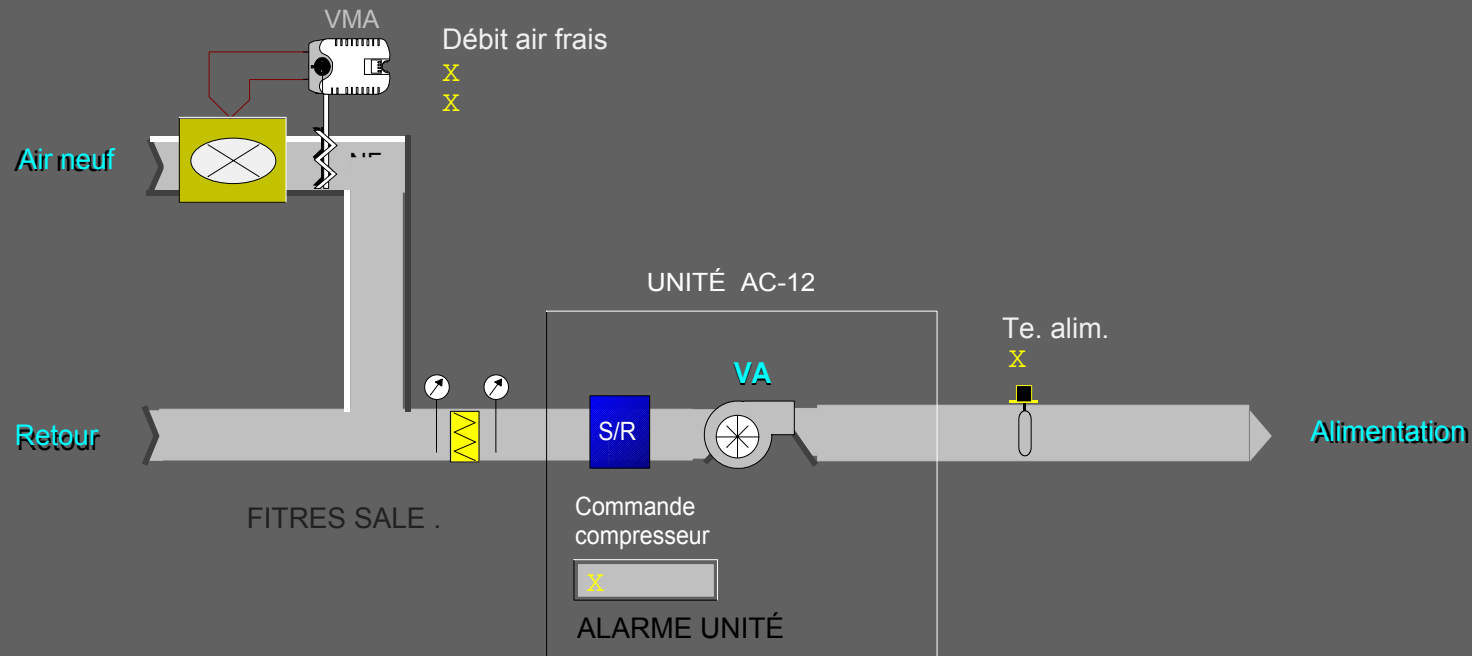 VMA
Débit air frais
X
X
Air neuf
UNITÉ AC-12
Te. alim.
X
VA
Retour
S/R
Alimentation
FITRES SALE .
Commande
compresseur
X
ALARME UNITÉ